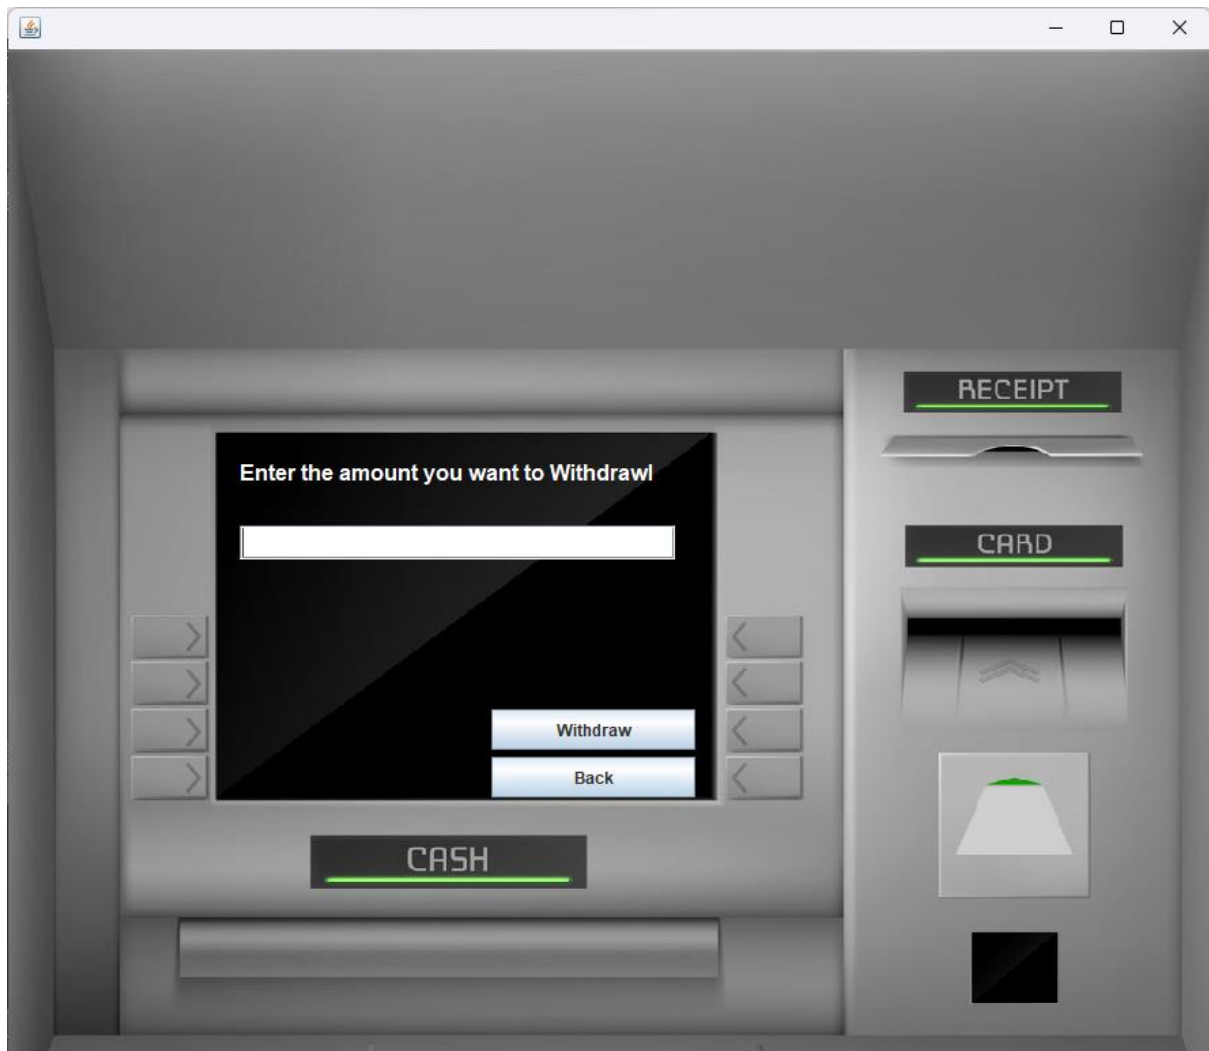 Enter the amount you want to Withdrawl
Withdraw
Back
CASH
RECEIPT
CARD